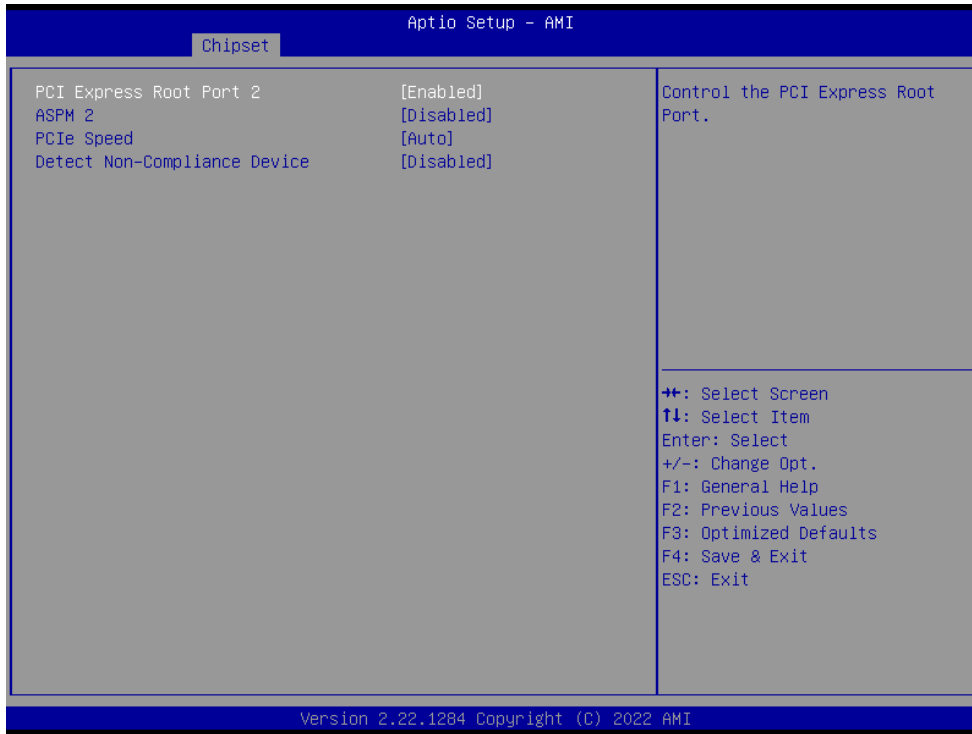 Aptio Setup – AMI
Chipset
PCI Express Root Port 2 [Enabled]
ASPM 2 [Disabled]
PCIe Speed [Auto]
Detect Non-Compliance Device [Disabled]
Control the PCI Express Root
Port.
→←: Select Screen
↑↓: Select Item
Enter: Select
+/-: Change Opt.
F1: General Help
F2: Previous Values
F3: Optimized Defaults
F4: Save & Exit
ESC: Exit
Version 2.22.1284 Copyright (C) 2022 AMI